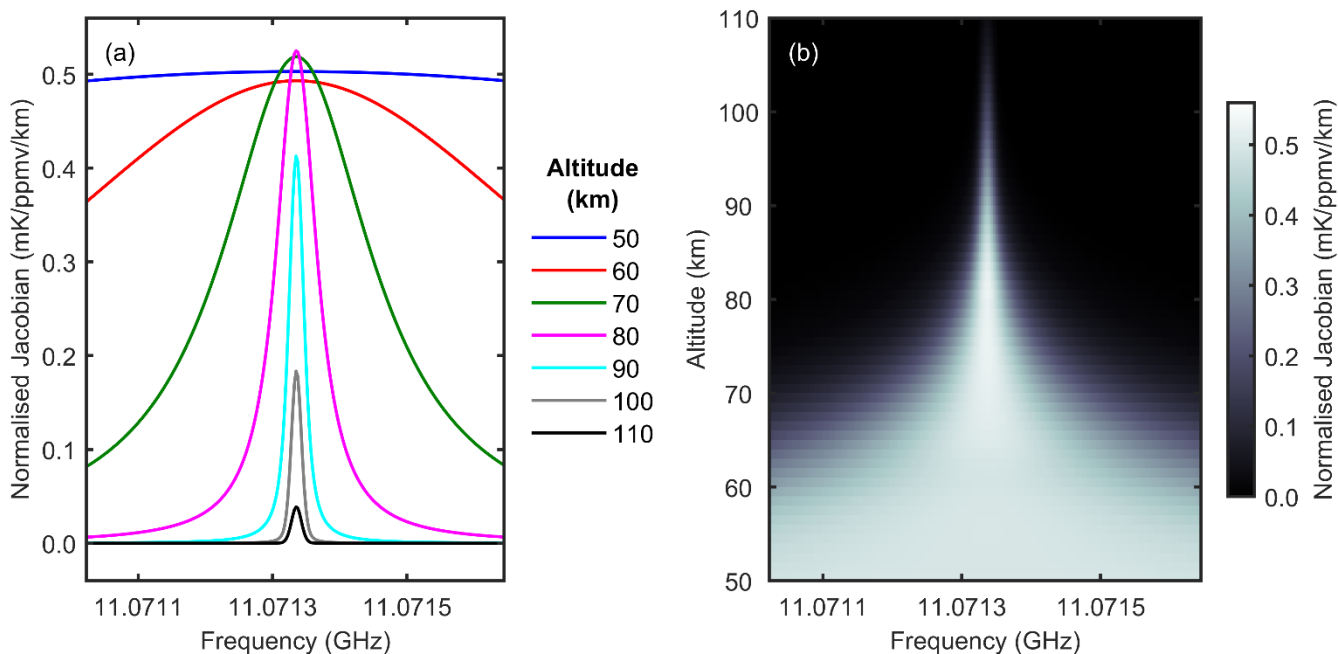 (a)
Normalised Jacobian (mK/ppmv/km)
0.5
0.4
0.3
0.2
0.1
0.0
11.0711 11.0713 11.0715
Frequency (GHz)
Altitude
(km)
50
60
70
80
90
100
110
(b)
Altitude (km)
110
100
90
80
70
60
50
11.0711 11.0713 11.0715
Frequency (GHz)
0.5
0.4
0.3
0.2
0.1
0.0
Normalised Jacobian (mK/ppmv/km)